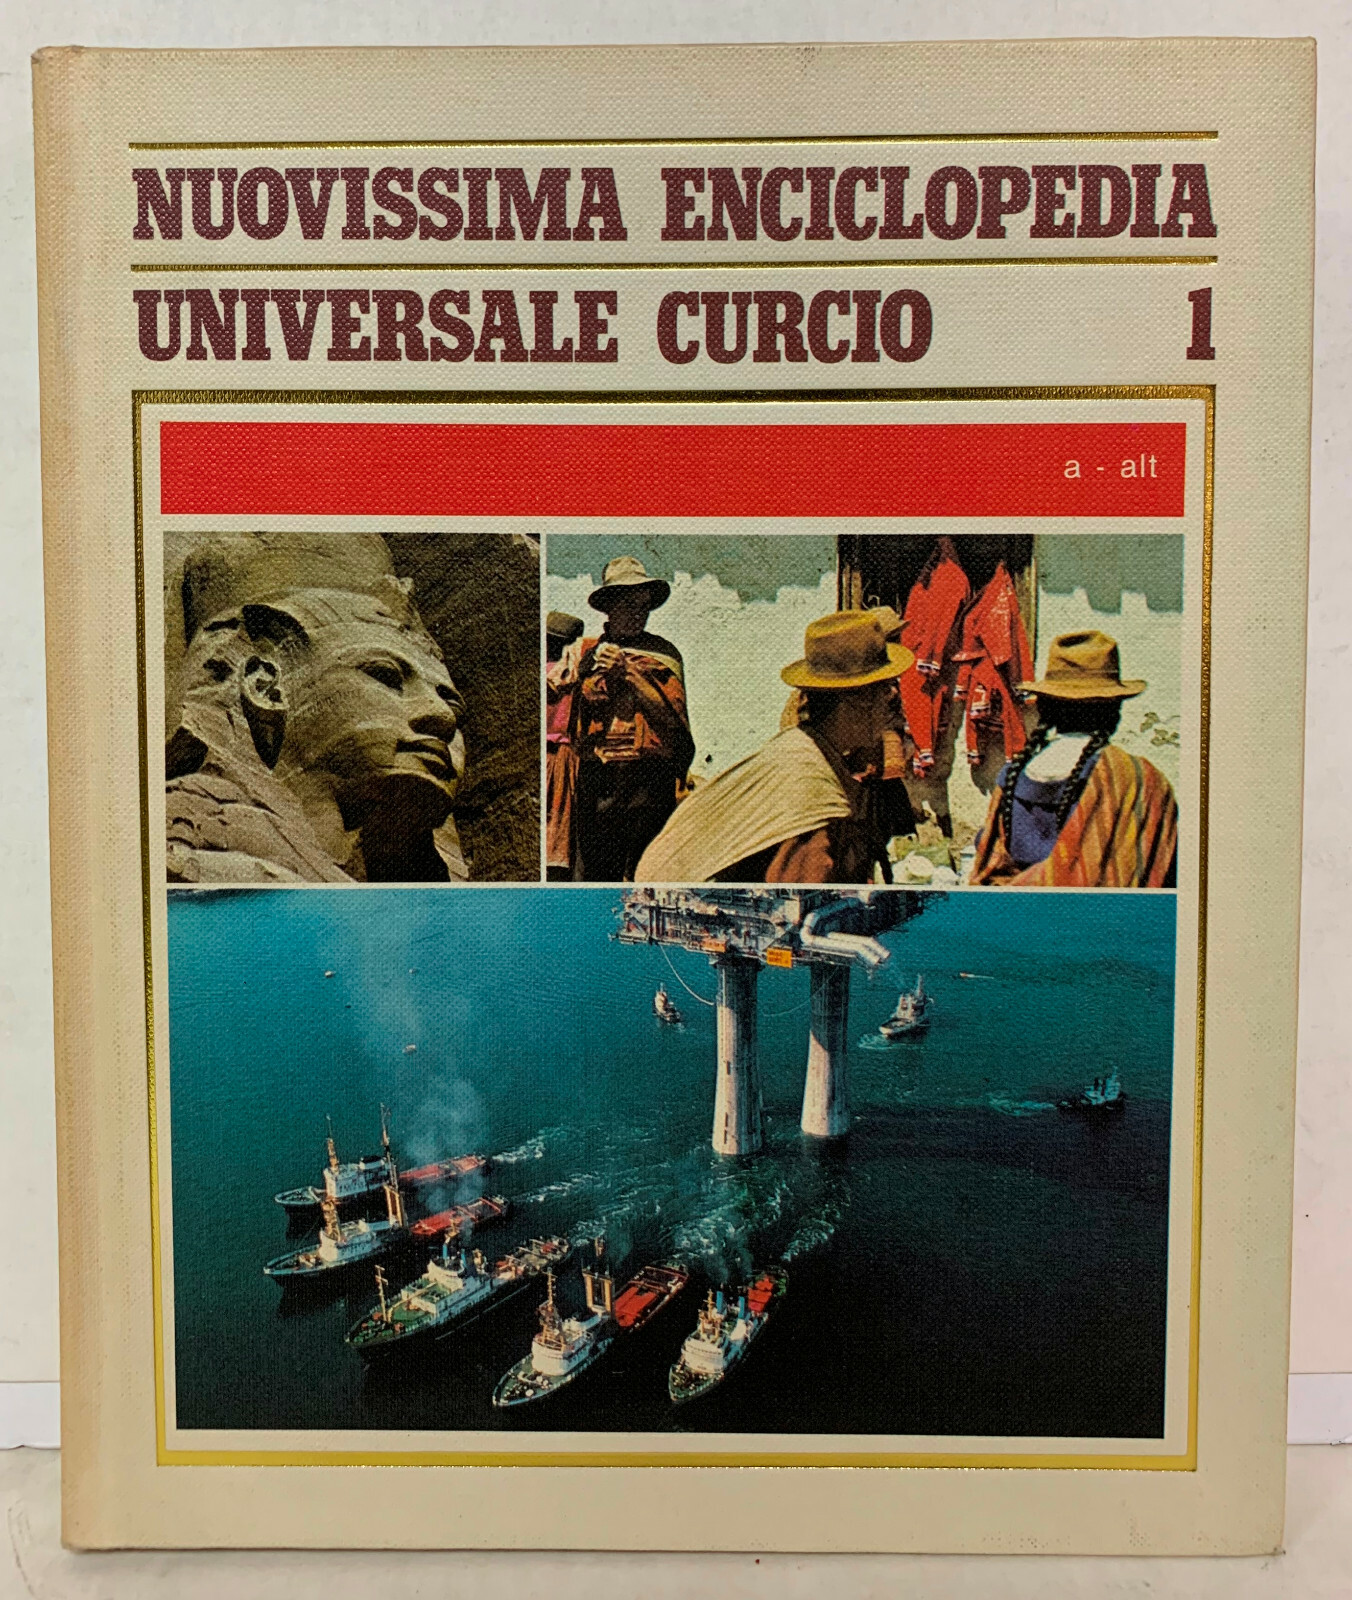 NUOVISSIMA ENCICLOPEDIA
UNIVERSALE CURCIO 1
a - alt